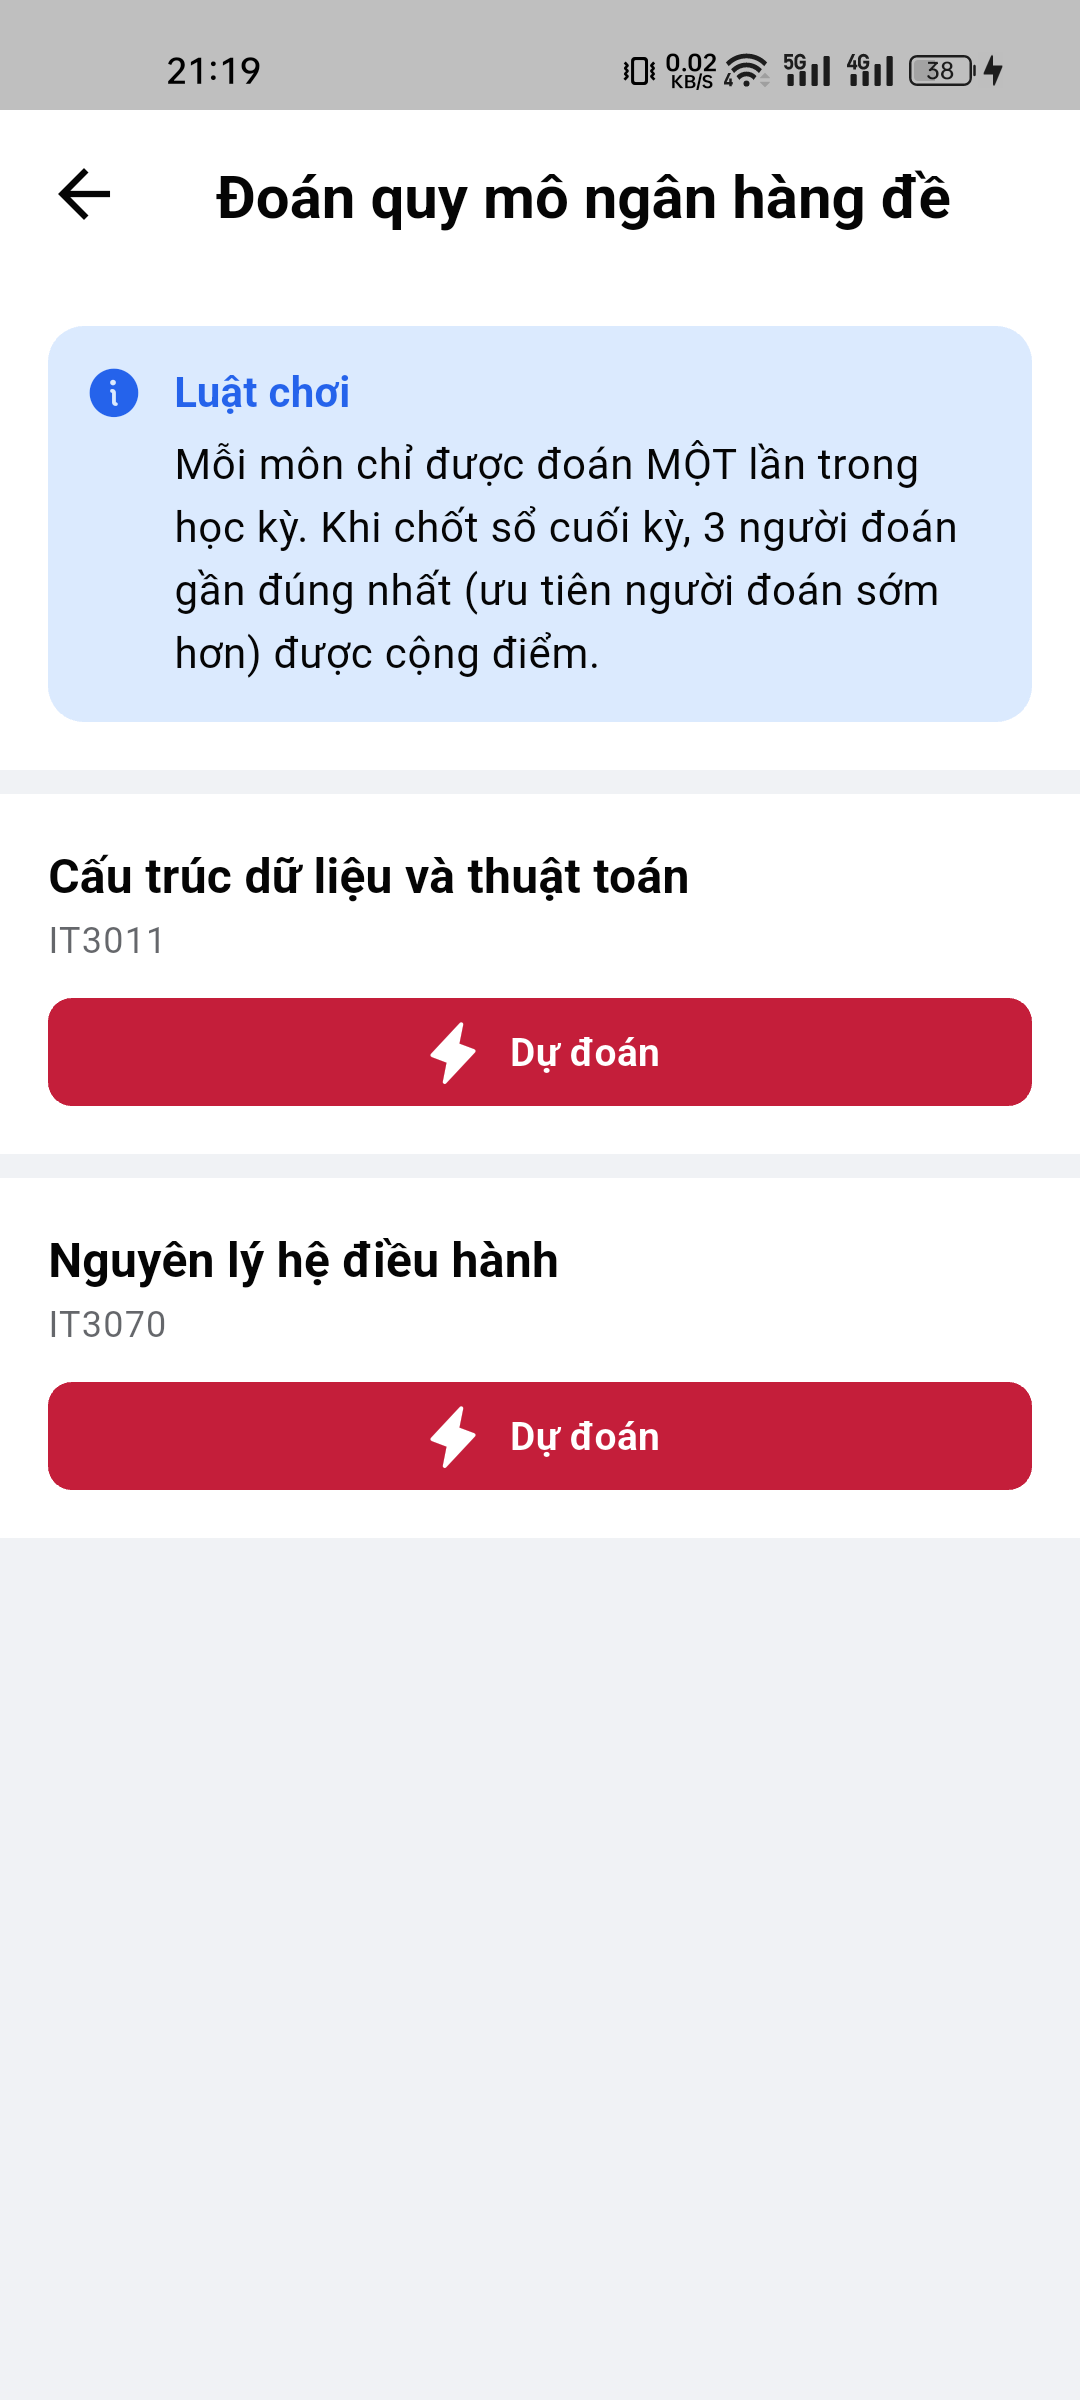 21:19
0.02
KB/S
4
5G
4G
38
Đoán quy mô ngân hàng đề
Luật chơi
Mỗi môn chỉ được đoán MỘT lần trong
học kỳ. Khi chốt sổ cuối kỳ, 3 người đoán
gần đúng nhất (ưu tiên người đoán sớm
hơn) được cộng điểm.
Cấu trúc dữ liệu và thuật toán
IT3011
Dự đoán
Nguyên lý hệ điều hành
IT3070
Dự đoán